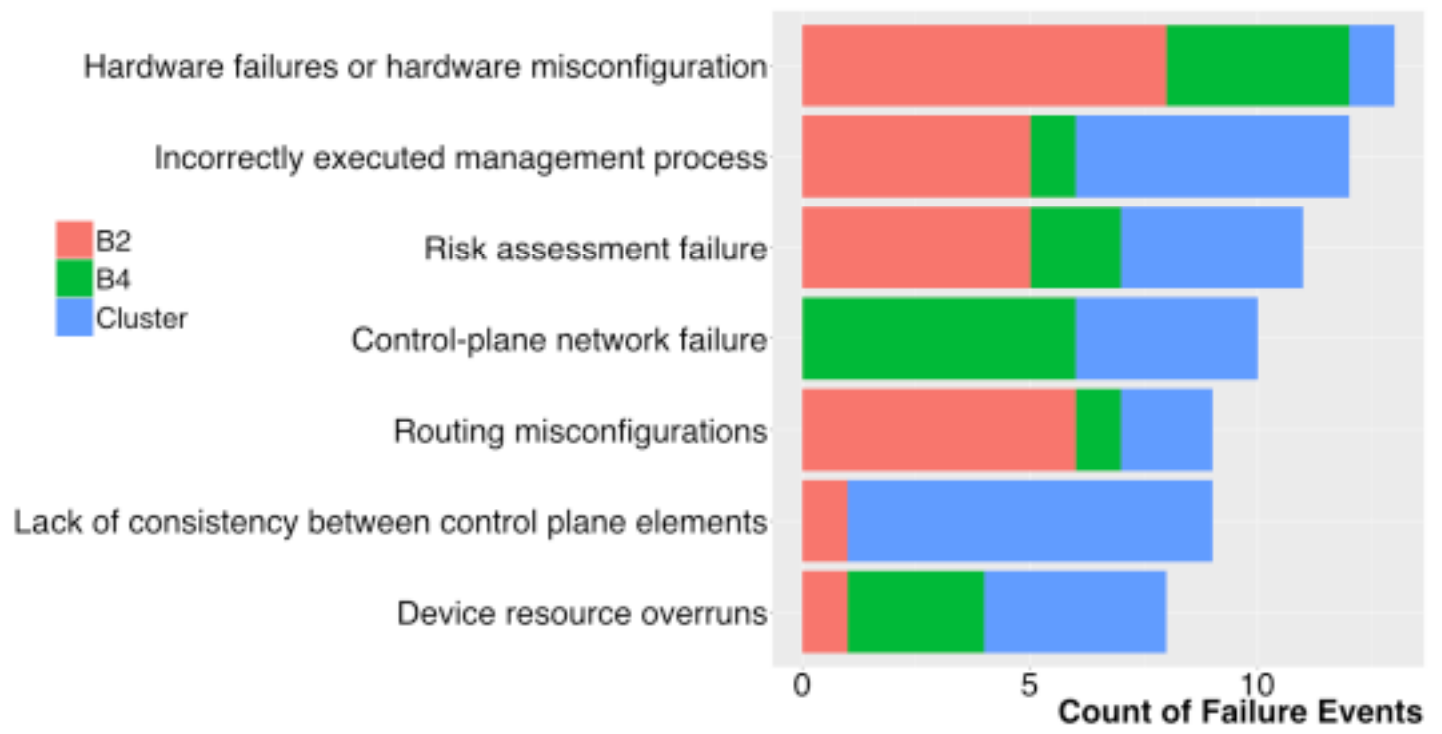 Hardware failures or hardware misconfiguration
Incorrectly executed management process
B2
Risk assessment failure
B4
Cluster
Control-plane network failure
Routing misconfigurations
Lack of consistency between control plane elements
Device resource overruns
0 5 10
Count of Failure Events